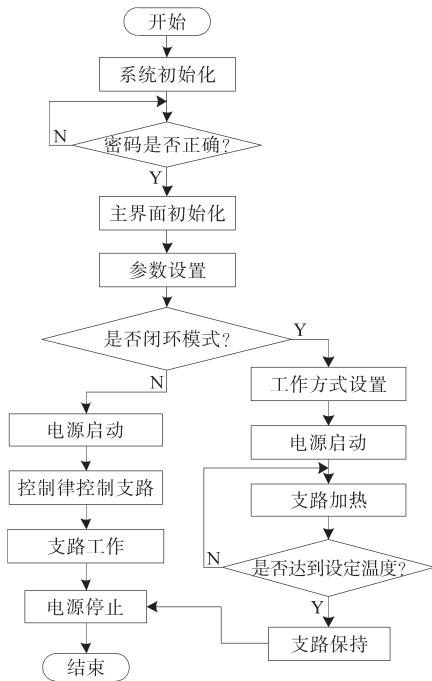 开始
系统初始化
N
密码是否正确?
Y
主界面初始化
参数设置
是否闭环模式?
Y
N
工作方式设置
电源启动
电源启动
控制律控制支路
支路加热
支路工作
N
是否达到设定温度?
Y
电源停止
支路保持
结束